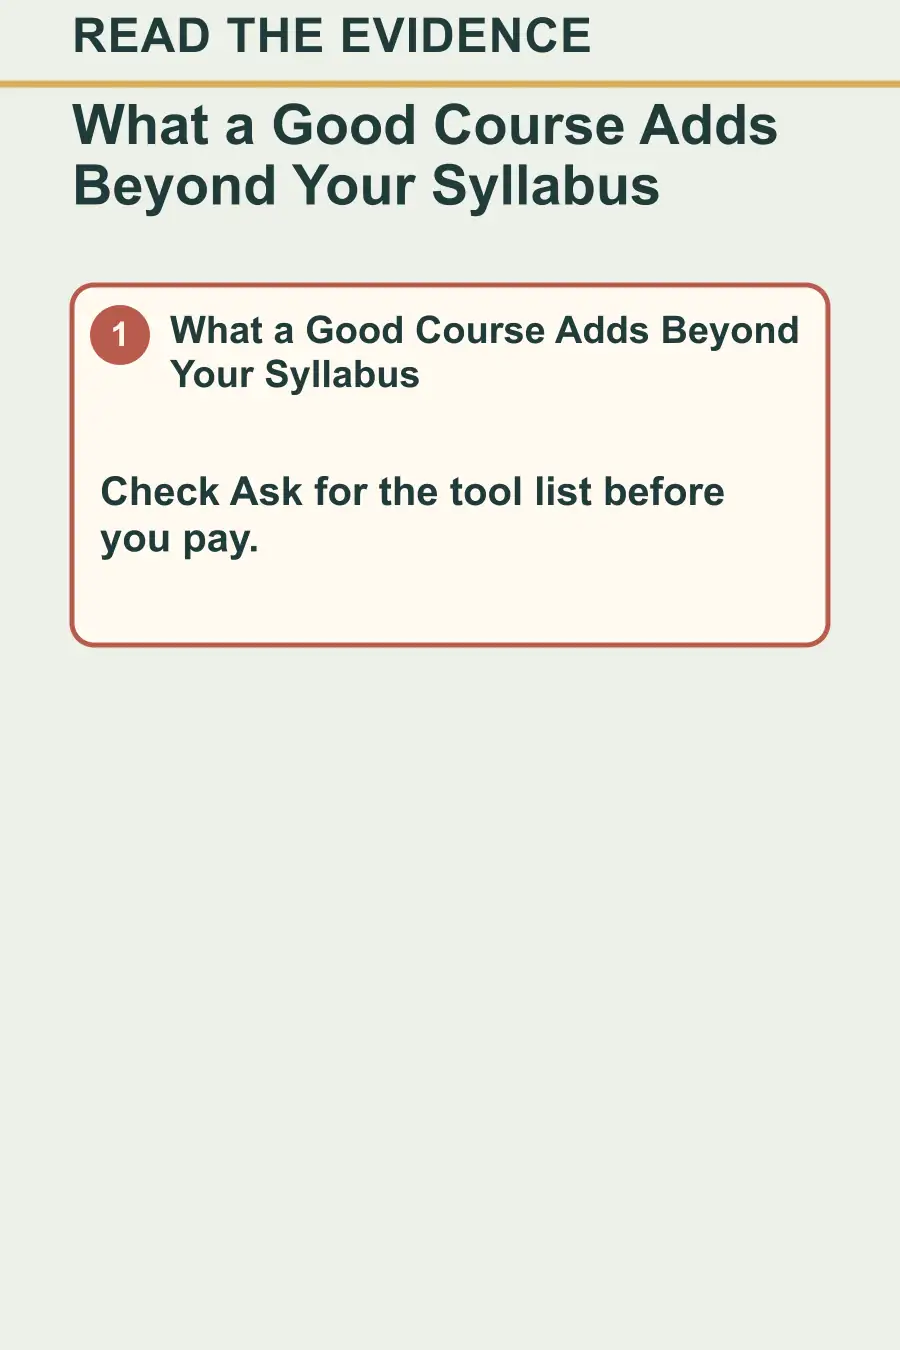 READ THE EVIDENCE
What a Good Course Adds
Beyond Your Syllabus
1
What a Good Course Adds Beyond
Your Syllabus
Check Ask for the tool list before
you pay.